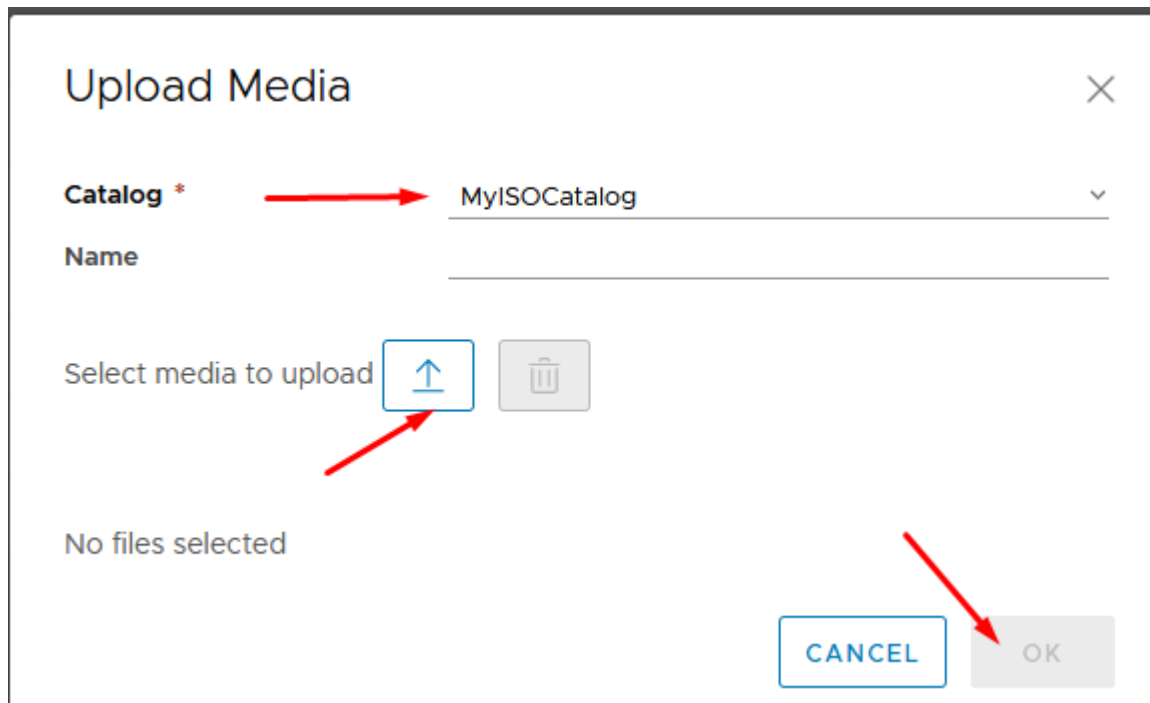 Upload Media
Catalog * MyISOCatalog
Name
Select media to upload
No files selected
CANCEL OK